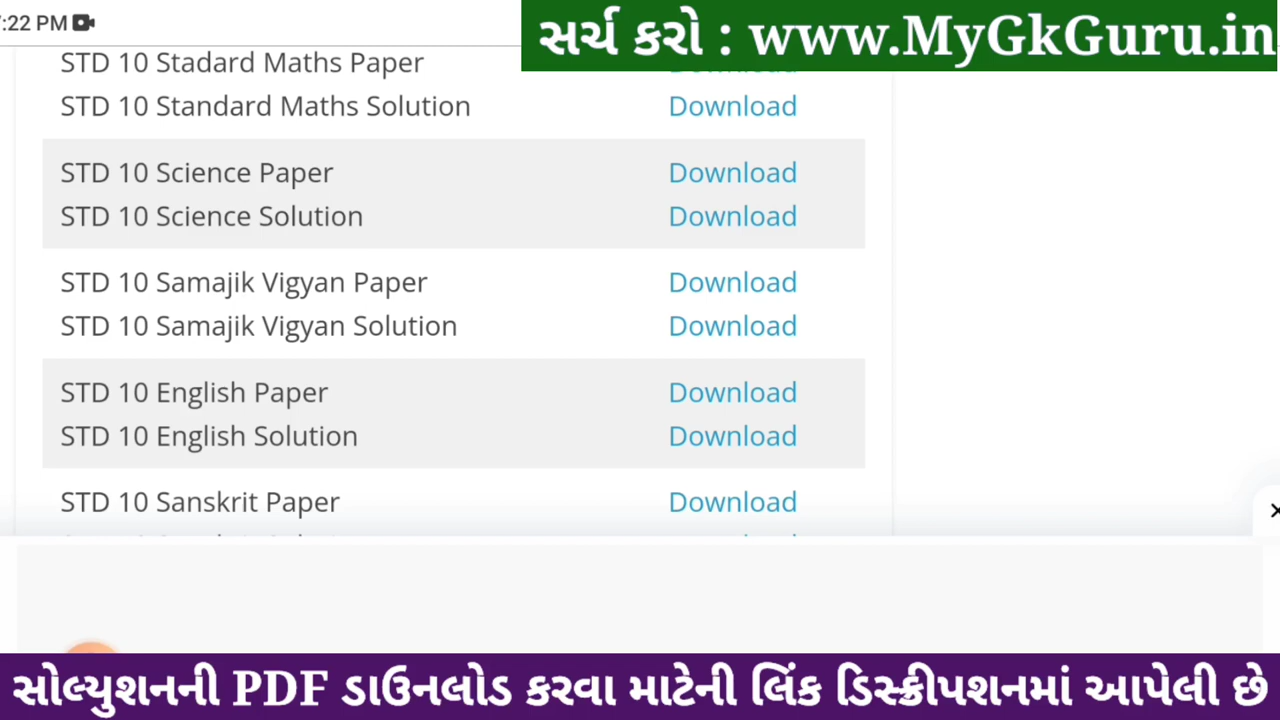 :22 PM
સર્ચ કરો : www.MyGkGuru.in
STD 10 Stadard Maths Paper
STD 10 Standard Maths Solution Download
STD 10 Science Paper Download
STD 10 Science Solution Download
STD 10 Samajik Vigyan Paper Download
STD 10 Samajik Vigyan Solution Download
STD 10 English Paper Download
STD 10 English Solution Download
STD 10 Sanskrit Paper Download
સોલ્યુશનની PDF ડાઉનલોડ કરવા માટેની લિંક ડિસ્ક્રીપશનમાં આપેલી છે